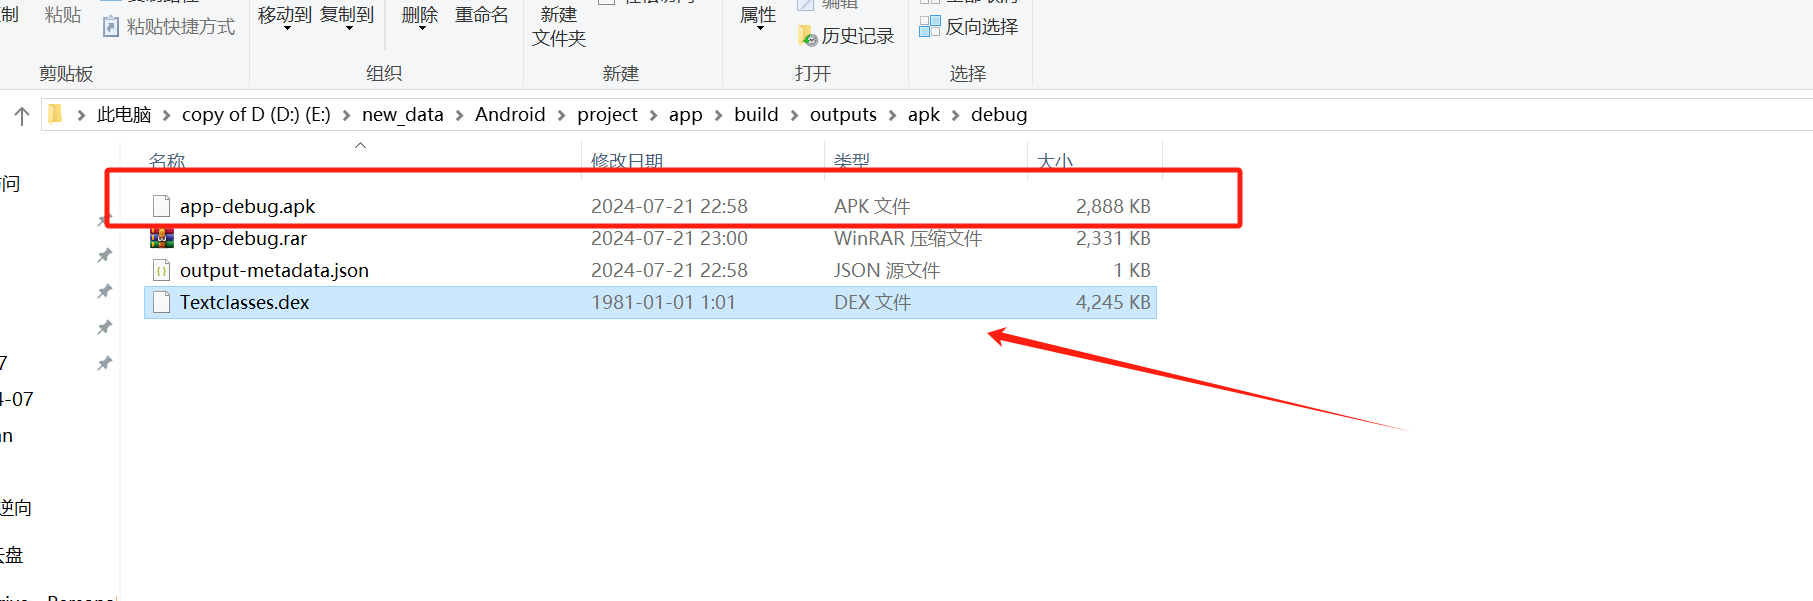 粘贴
粘贴快捷方式
移动到 复制到
删除 重命名
新建
文件夹
属性
编辑
历史记录
反向选择
剪贴板 组织 新建 打开 选择
此电脑 copy of D (D:) (E:) new_data Android project app build outputs apk debug
名称 修改日期 类型 大小
app-debug.apk 2024-07-21 22:58 APK 文件 2,888 KB
app-debug.rar 2024-07-21 23:00 WinRAR 压缩文件 2,331 KB
output-metadata.json 2024-07-21 22:58 JSON 源文件 1 KB
Textclasses.dex 1981-01-01 1:01 DEX 文件 4,245 KB
问
7
-07
逆向
盘